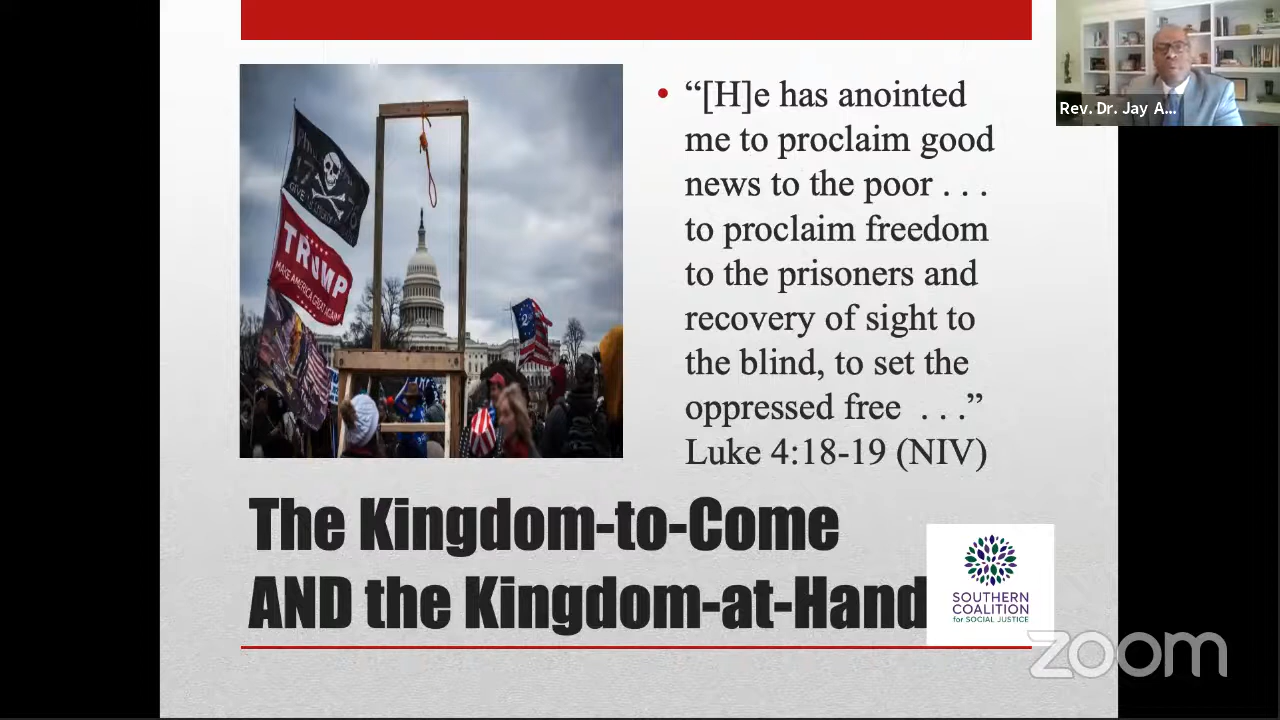 GIVE
TRUMP
MAKE AMERICA GREAT AGAIN
• “[H]e has anointed
me to proclaim good
news to the poor . . .
to proclaim freedom
to the prisoners and
recovery of sight to
the blind, to set the
oppressed free . . .”
Luke 4:18-19 (NIV)
Rev. Dr. Jay A...
The Kingdom-to-Come
AND the Kingdom-at-Hand
SOUTHERN
COALITION
for SOCIAL JUSTICE
zoom